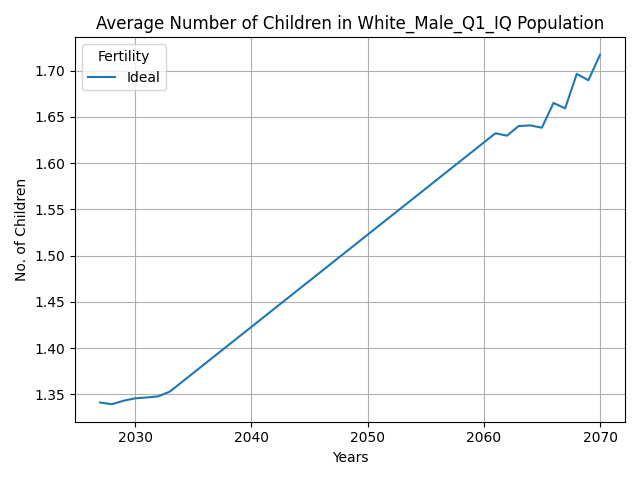 Average Number of Children in White_Male_Q1_IQ Population
Fertility
Ideal
1.70
1.65
1.60
1.55
1.50
1.45
1.40
1.35
No. of Children
2030 2040 2050 2060 2070
Years